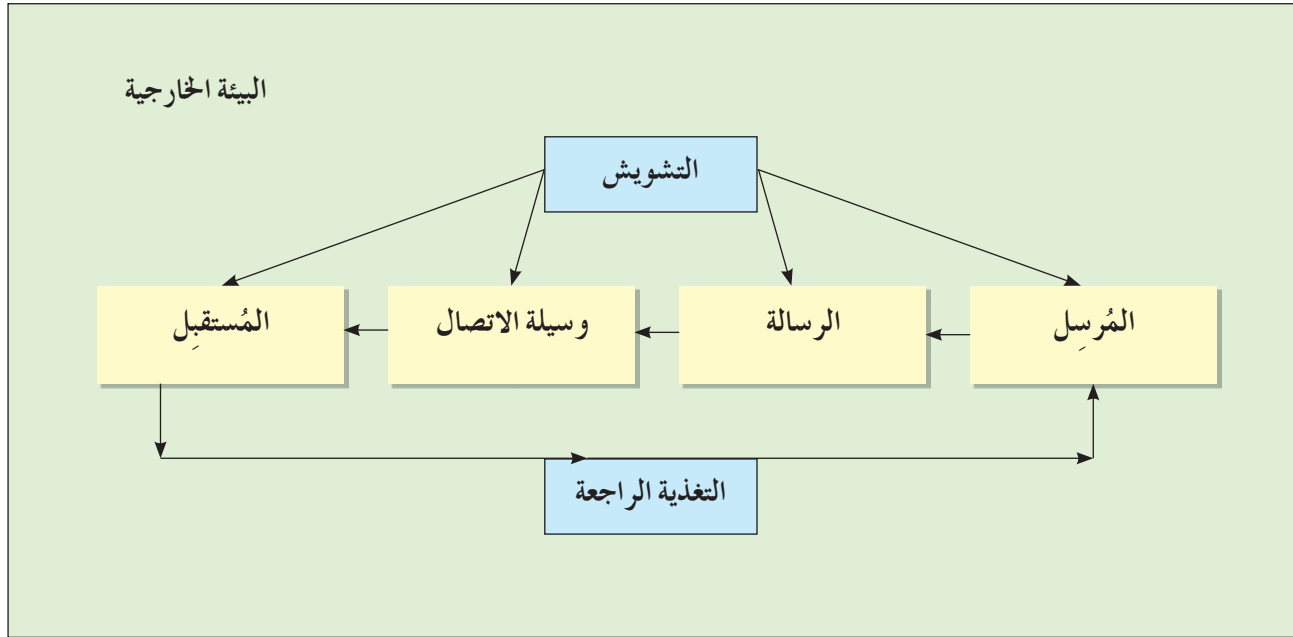 البيئة الخارجية
التشويش
المُرسِل
الرسالة
وسيلة الاتصال
المُستقبِل
التغذية الراجعة